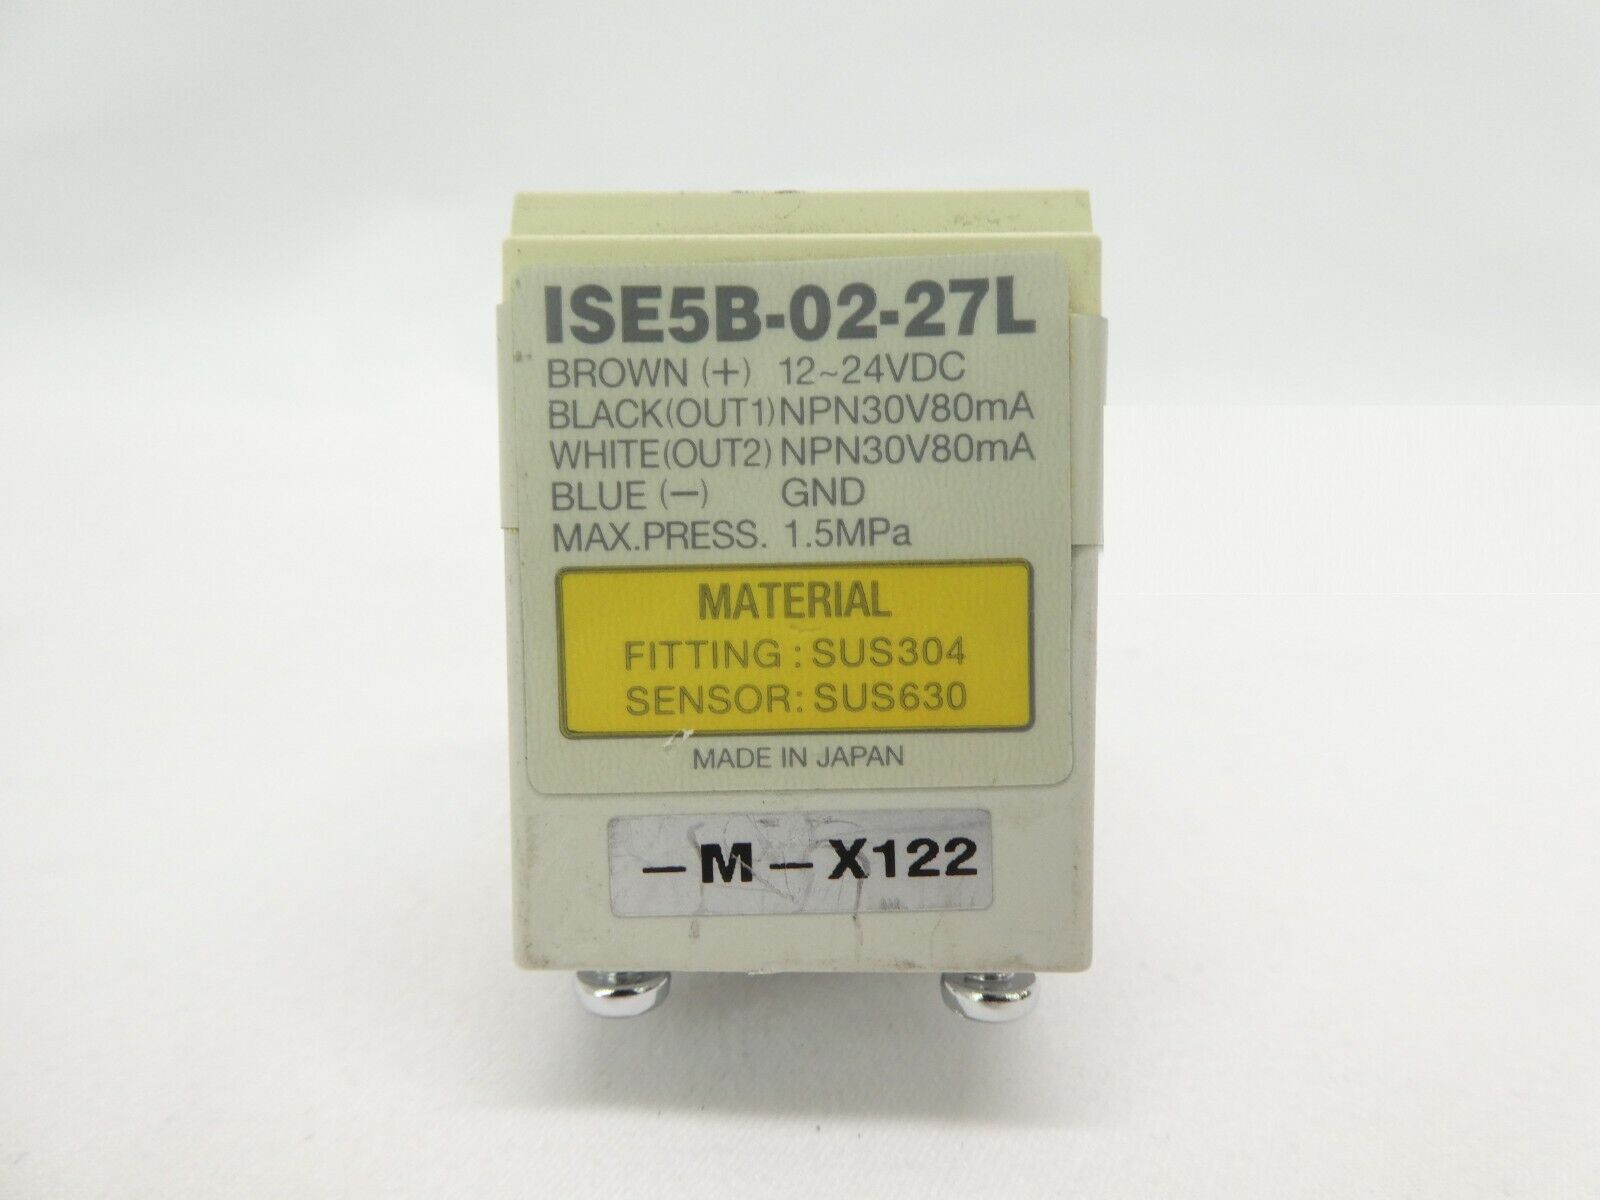 ISE5B-02-27L
BROWN (+) 12~24VDC
BLACK(OUT1)NPN30V80mA
WHITE(OUT2)NPN30V80mA
BLUE (—) GND
MAX.PRESS. 1.5MPa
MATERIAL
FITTING : SUS304
SENSOR: SUS630
MADE IN JAPAN
–M–X122